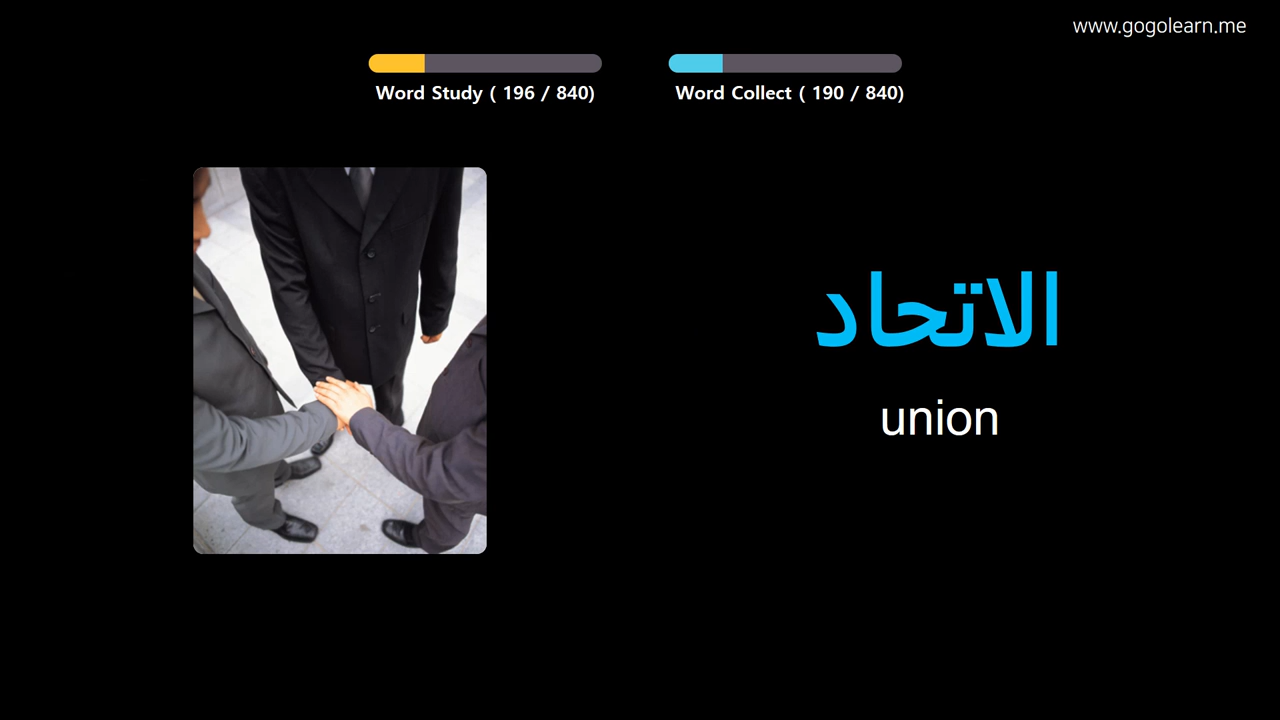 www.gogolearn.me
Word Study ( 196 / 840)
Word Collect ( 190 / 840)
الاتحاد
union